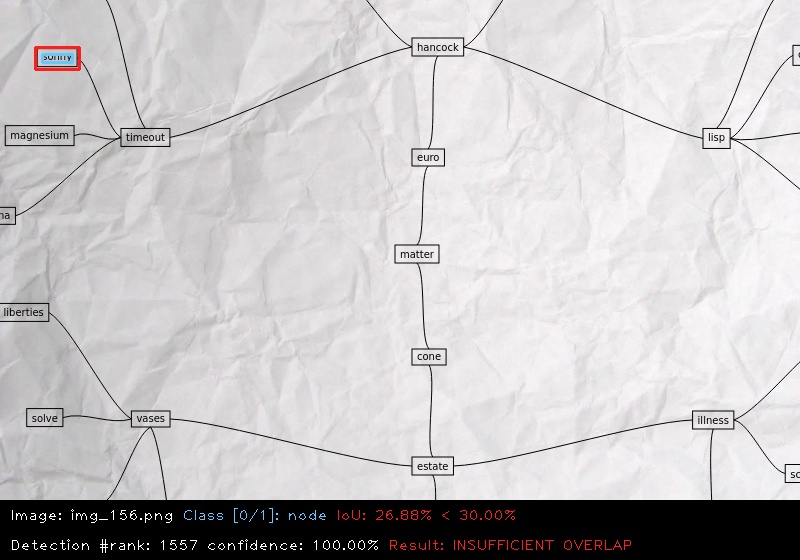 hancock
sonny
magnesium
timeout
lisp
euro
na
matter
liberties
cone
solve
vases
illness
estate
Image: img_156.png Class [0/1]: node IoU: 26.88% < 30.00%
Detection #rank: 1557 confidence: 100.00% Result: INSUFFICIENT OVERLAP